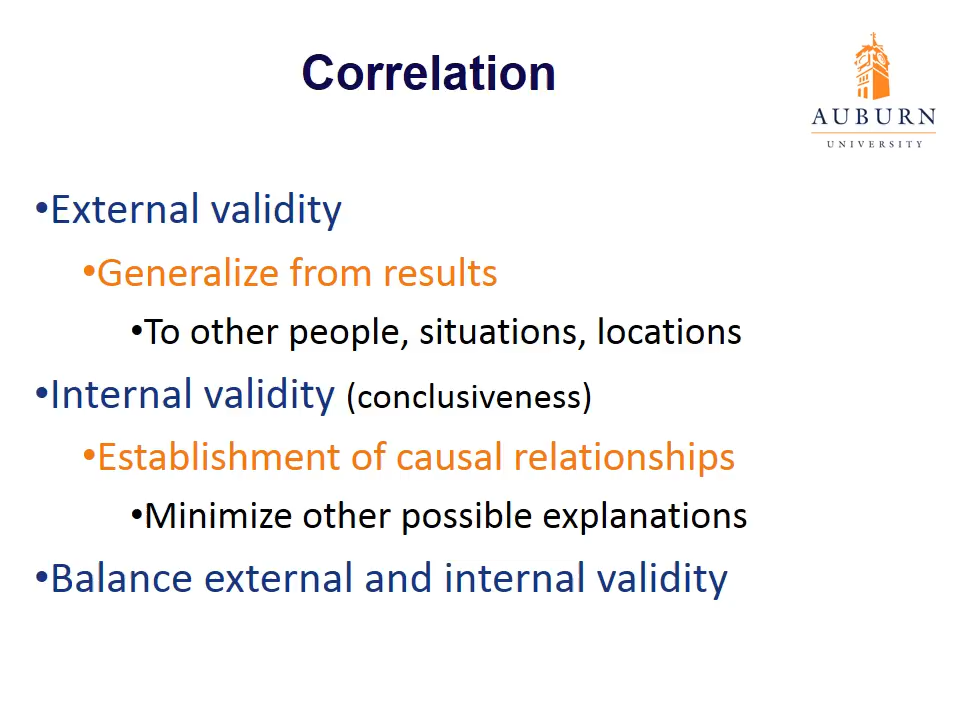 Correlation
AUBURN
UNIVERSITY
•External validity
•Generalize from results
•To other people, situations, locations
•Internal validity (conclusiveness)
•Establishment of causal relationships
•Minimize other possible explanations
•Balance external and internal validity